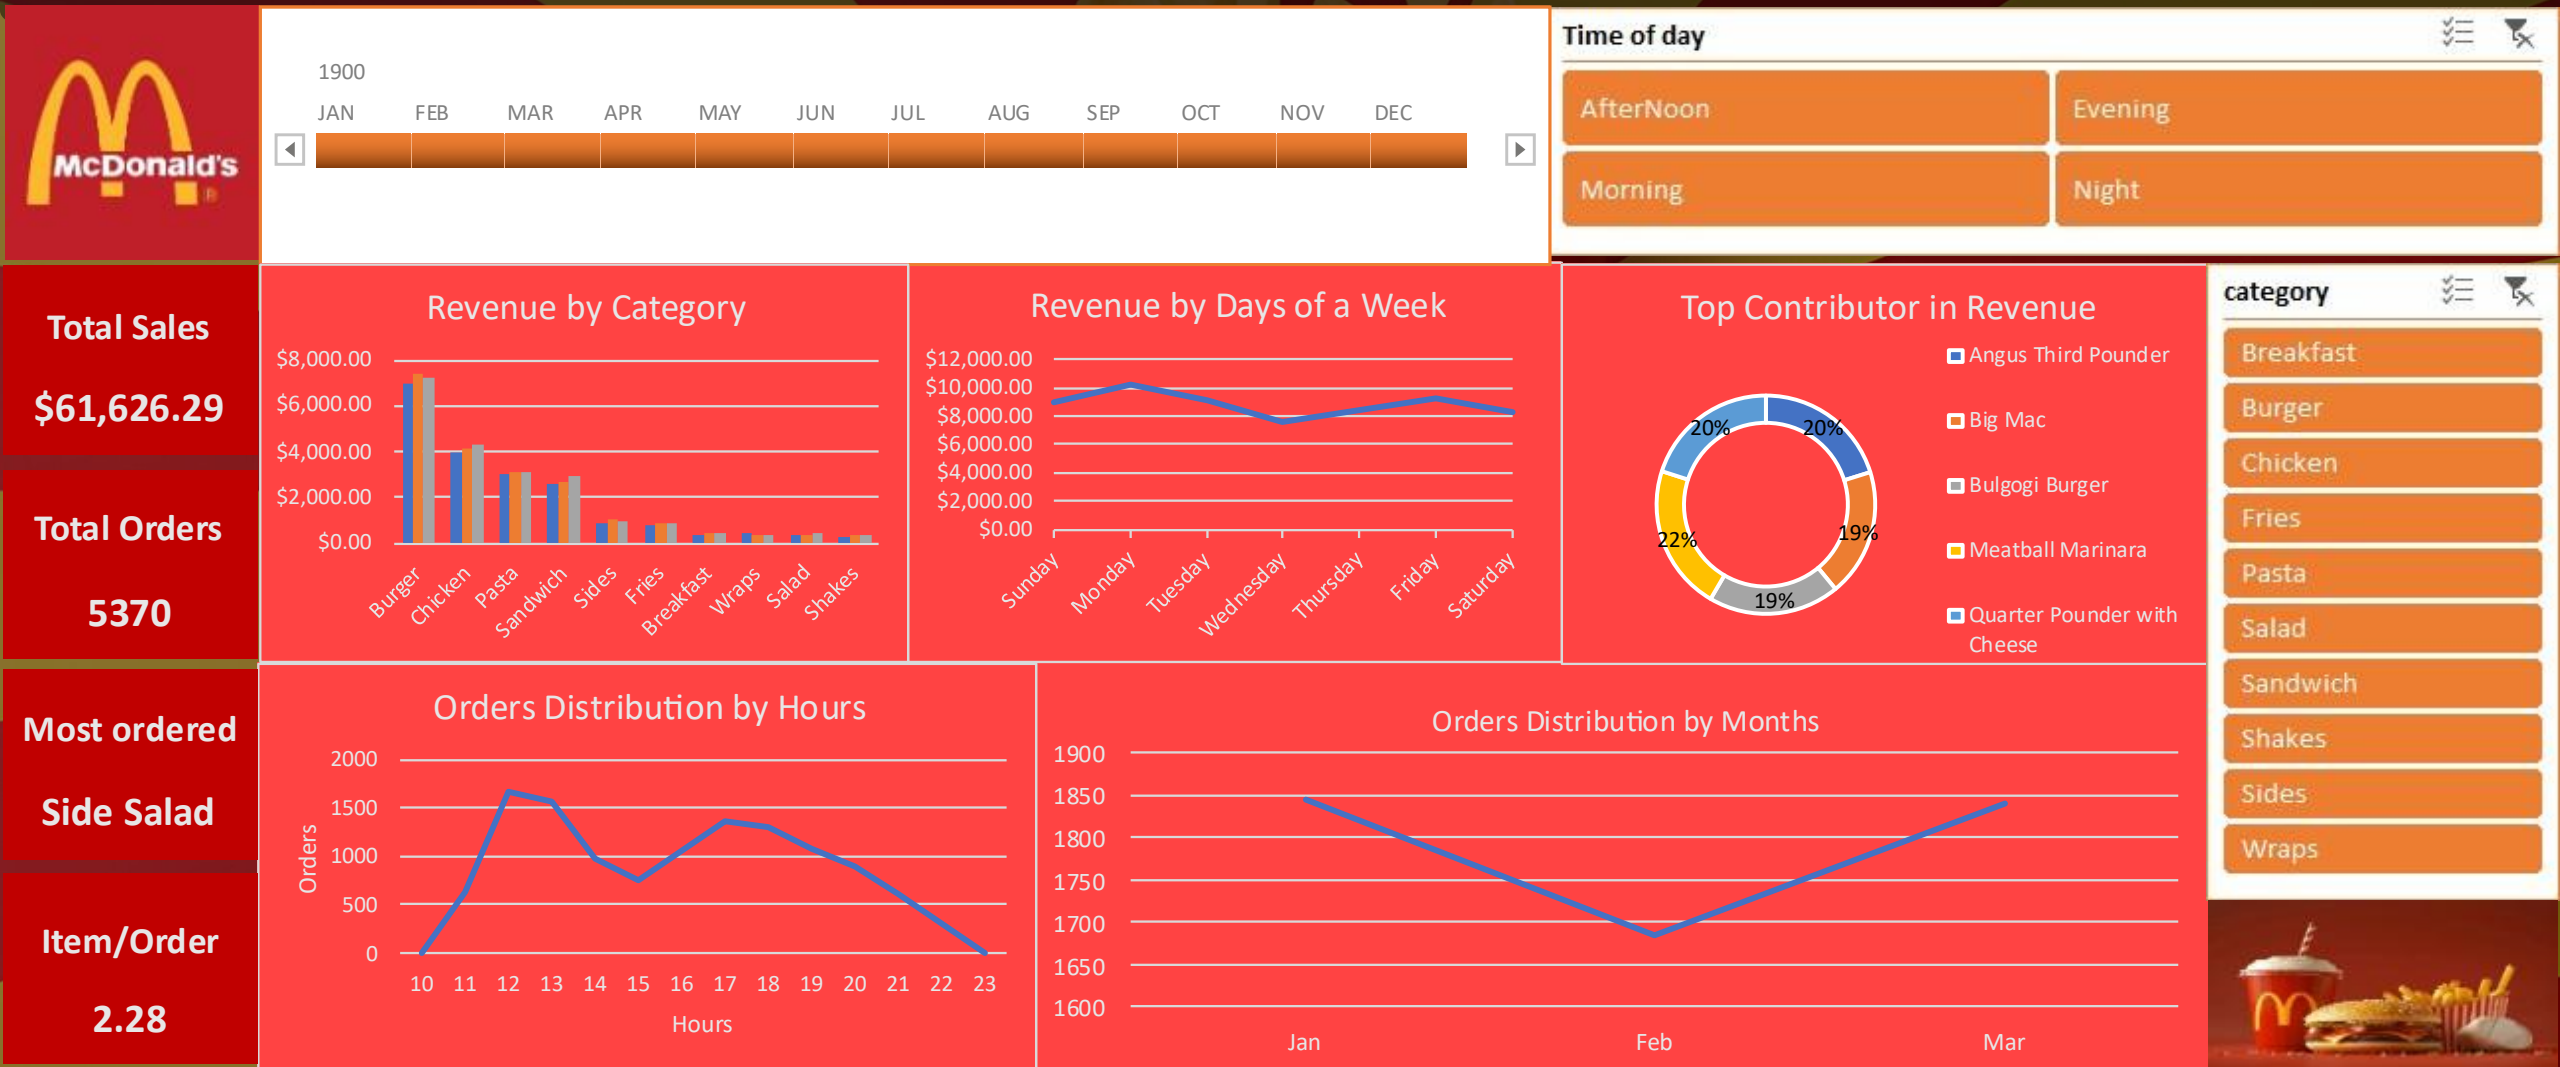 McDonald's
®
1900
JAN FEB MAR APR MAY JUN JUL AUG SEP OCT NOV DEC
Time of day
AfterNoon Evening
Morning Night
Total Sales
$61,626.29
Total Orders
5370
Most ordered
Side Salad
Item/Order
2.28
Revenue by Category
$8,000.00
$6,000.00
$4,000.00
$2,000.00
$0.00
Burger Chicken Pasta Sandwich Sides Fries Breakfast Wraps Salad Shakes
Revenue by Days of a Week
$12,000.00
$10,000.00
$8,000.00
$6,000.00
$4,000.00
$2,000.00
$0.00
Sunday Monday Tuesday Wednesday Thursday Friday Saturday
Top Contributor in Revenue
20% 20%
22% 19%
19%
Angus Third Pounder
Big Mac
Bulgogi Burger
Meatball Marinara
Quarter Pounder with
Cheese
category
Breakfast
Burger
Chicken
Fries
Pasta
Salad
Sandwich
Shakes
Sides
Wraps
Orders Distribution by Hours
Orders
2000
1500
1000
500
0
10 11 12 13 14 15 16 17 18 19 20 21 22 23
Hours
Orders Distribution by Months
1900
1850
1800
1750
1700
1650
1600
Jan Feb Mar